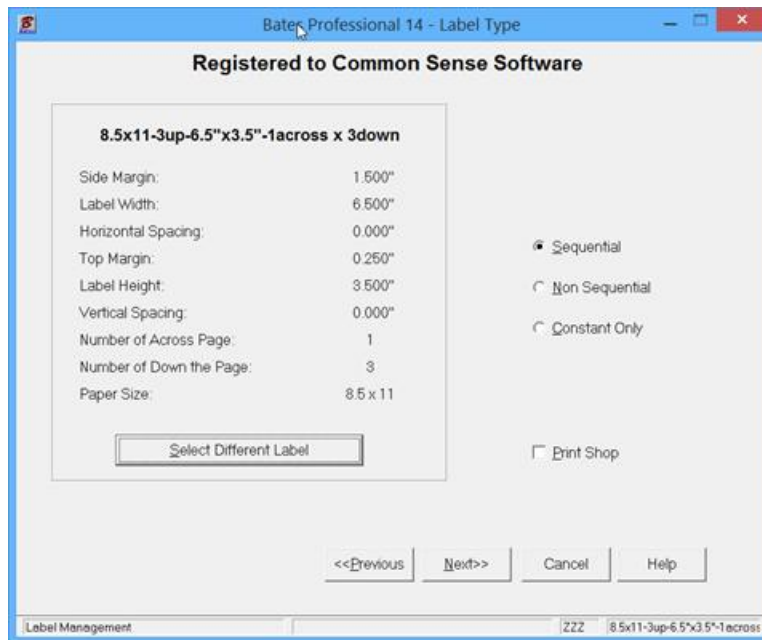 Bates Professional 14 - Label Type
Registered to Common Sense Software
8.5x11-3up-6.5"x3.5"-1across x 3down
Side Margin: 1.500"
Label Width: 6.500"
Horizontal Spacing: 0.000"
Top Margin: 0.250"
Label Height: 3.500"
Vertical Spacing: 0.000"
Number of Across Page: 1
Number of Down the Page: 3
Paper Size: 8.5 x 11
Select Different Label
Sequential
Non Sequential
Constant Only
Print Shop
<<Previous Next>> Cancel Help
Label Management ZZZ 8.5x11-3up-6.5"x3.5"-1across